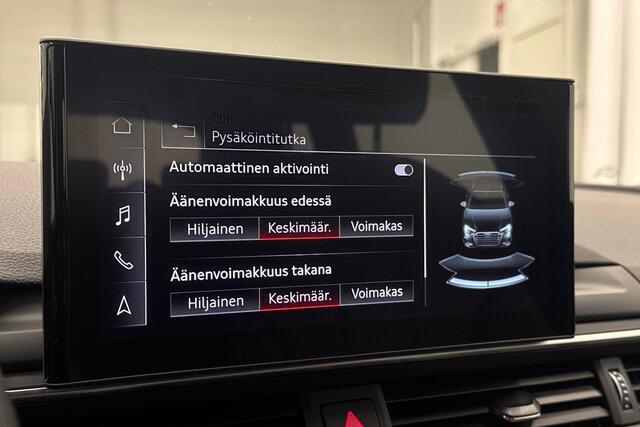 Pysäköintitutka
Automaattinen aktivointi
Äänenvoimakkuus edessä
Hiljainen Keskimäär. Voimakas
Äänenvoimakkuus takana
Hiljainen Keskimäär. Voimakas